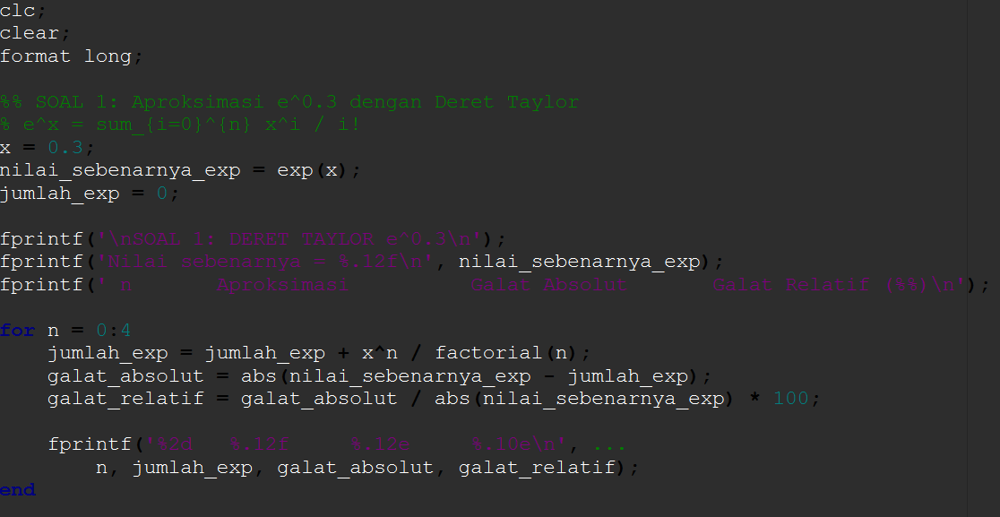 clc;
clear;
format long;
%% SOAL 1: Aproksimasi e^0.3 dengan Deret Taylor
% e^x = sum_{i=0}^{n} x^i / i!
x = 0.3;
nilai_sebenarnya_exp = exp(x);
jumlah_exp = 0;
fprintf('\nSOAL 1: DERET TAYLOR e^0.3\n');
fprintf('Nilai sebenarnya = %.12f\n', nilai_sebenarnya_exp);
fprintf(' n       Aproksimasi          Galat Absolut       Galat Relatif (%%)\n');
for n = 0:4
    jumlah_exp = jumlah_exp + x^n / factorial(n);
    galat_absolut = abs(nilai_sebenarnya_exp - jumlah_exp);
    galat_relatif = galat_absolut / abs(nilai_sebenarnya_exp) * 100;
    fprintf('%2d   %.12f     %.12e     %.10e\n', ...
        n, jumlah_exp, galat_absolut, galat_relatif);
end